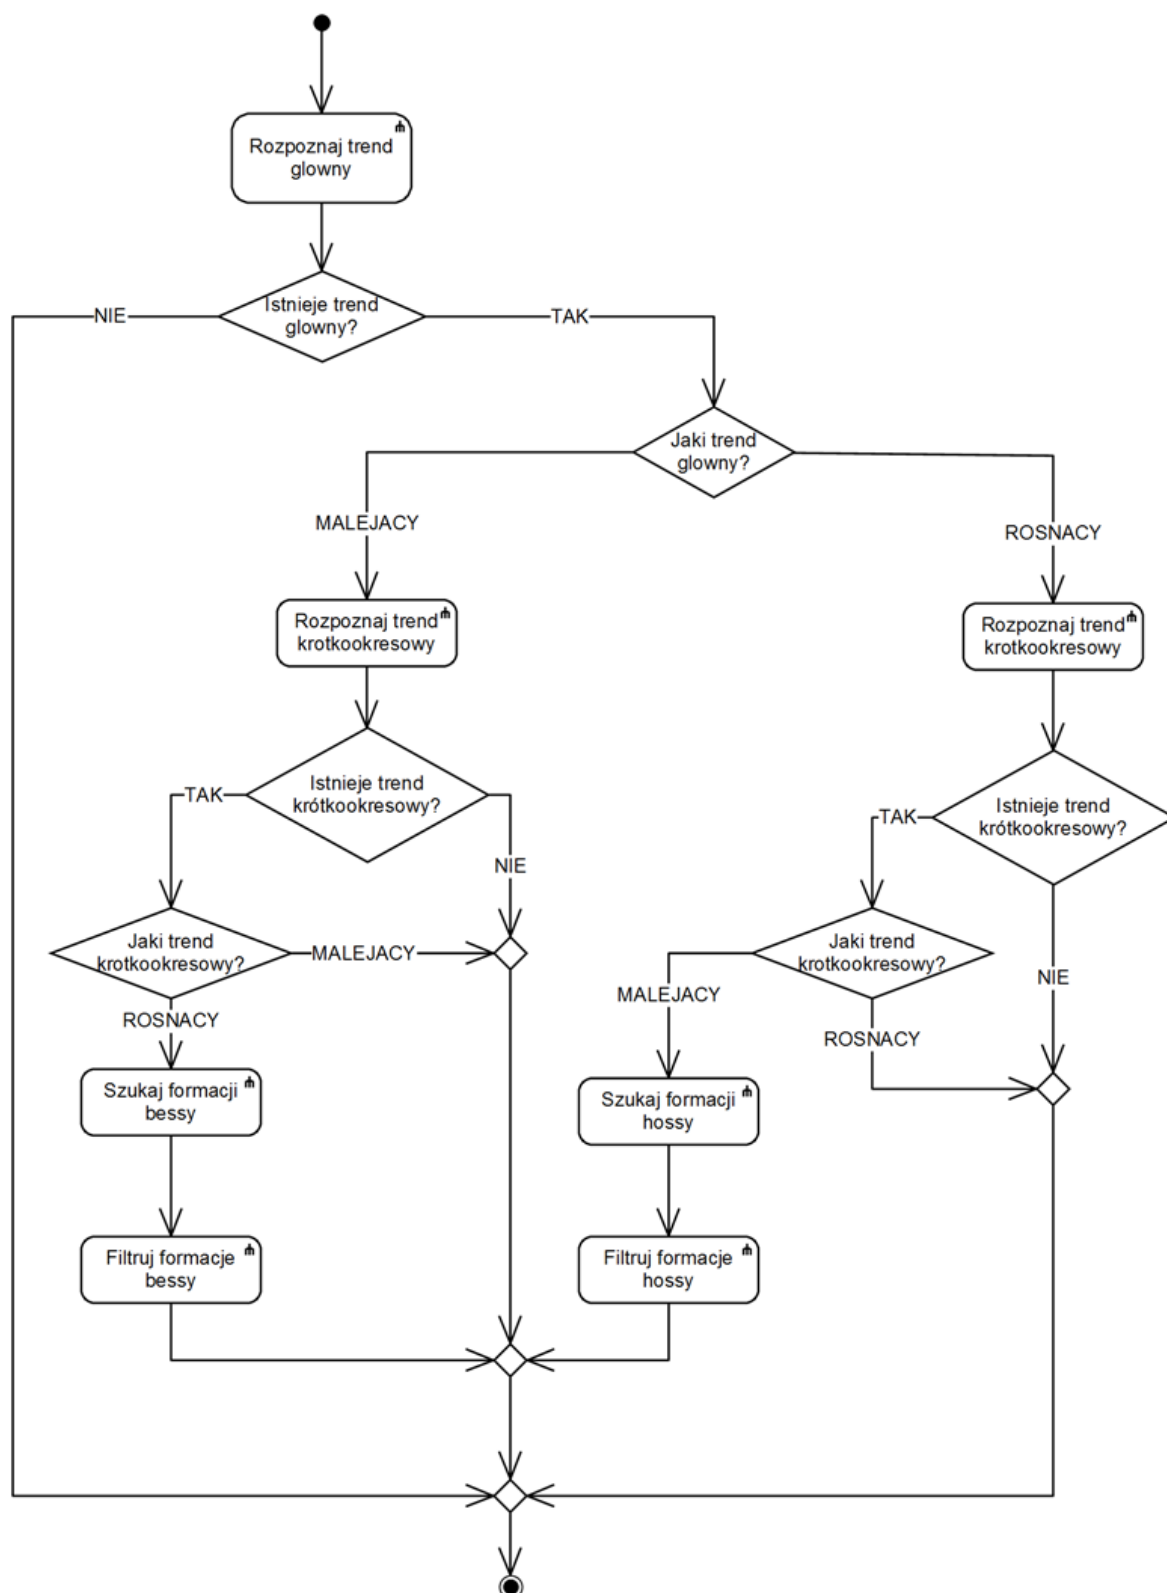 Rozpoznaj trend
glowny
Istnieje trend
glowny?
NIE
TAK
Jaki trend
glowny?
MALEJACY
ROSNACY
Rozpoznaj trend
krotkookresowy
Rozpoznaj trend
krotkookresowy
Istnieje trend
krótkookresowy?
Istnieje trend
krótkookresowy?
TAK
NIE
TAK
NIE
Jaki trend
krotkookresowy?
MALEJACY
Jaki trend
krotkookresowy?
MALEJACY
ROSNACY
ROSNACY
Szukaj formacji
bessy
Szukaj formacji
hossy
Filtruj formacje
bessy
Filtruj formacje
hossy